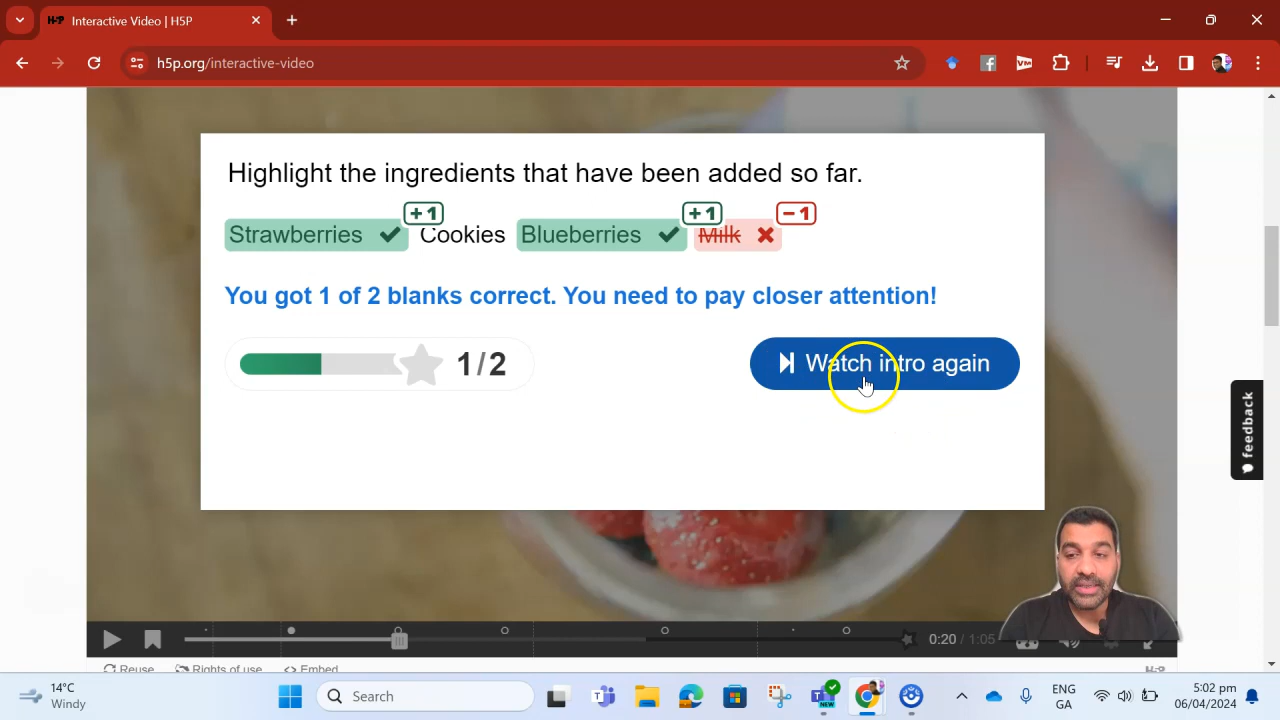 H-P Interactive Video | H5P
h5p.org/interactive-video
VM
Highlight the ingredients that have been added so far.
+1 +1 −1
Strawberries Cookies Blueberries Milk
You got 1 of 2 blanks correct. You need to pay closer attention!
1/2
Watch intro again
feedback
0:20 / 1:05
Reuse Rights of use <> Embed H-P
14°C
Windy
Search
NEW
ENG
GA
5:02 pm
06/04/2024